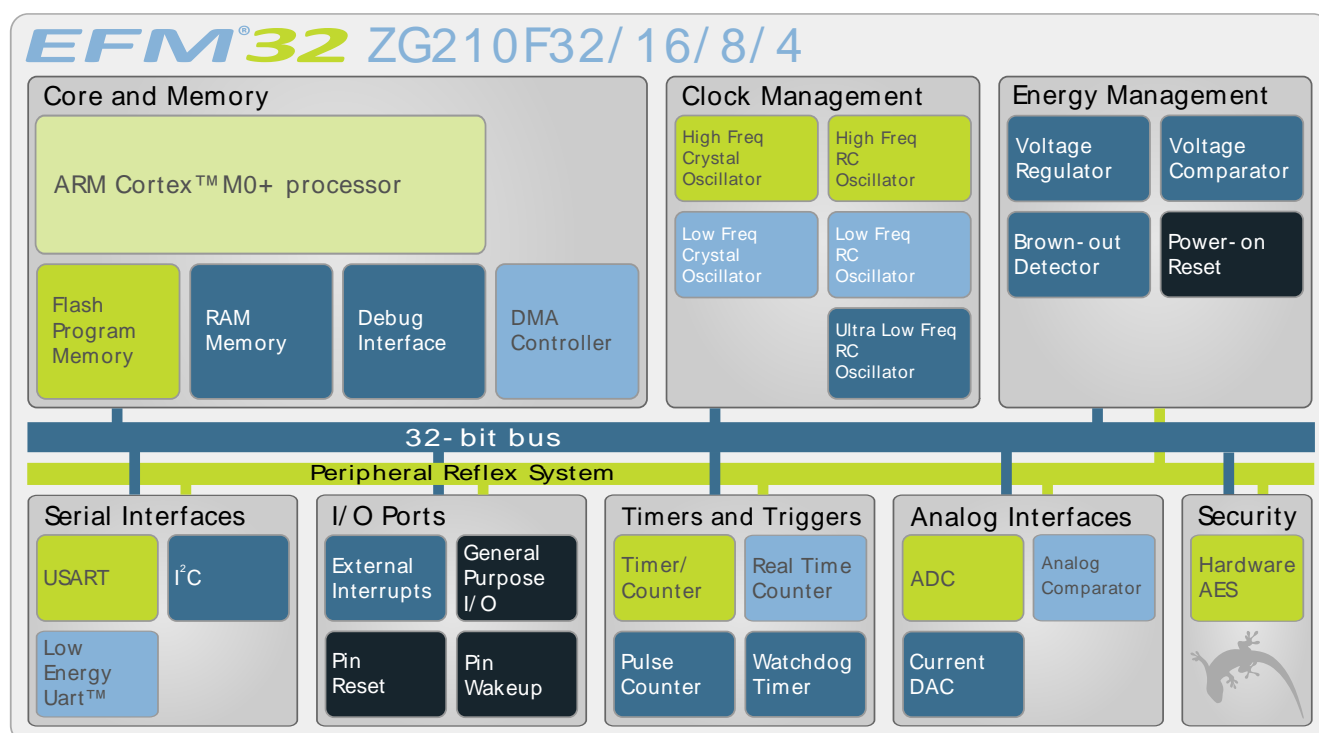 EFM®32 ZG210F32/16/8/4
Core and Memory
ARM Cortex™ M0+ processor
Flash
Program
Memory
RAM
Memory
Debug
Interface
DMA
Controller
Clock Management
High Freq
Crystal
Oscillator
High Freq
RC
Oscillator
Low Freq
Crystal
Oscillator
Low Freq
RC
Oscillator
Ultra Low Freq
RC
Oscillator
Energy Management
Voltage
Regulator
Voltage
Comparator
Brown-out
Detector
Power-on
Reset
32-bit bus
Peripheral Reflex System
Serial Interfaces
USART
I²C
Low
Energy
Uart™
I/O Ports
External
Interrupts
General
Purpose
I/O
Pin
Reset
Pin
Wakeup
Timers and Triggers
Timer/
Counter
Real Time
Counter
Pulse
Counter
Watchdog
Timer
Analog Interfaces
ADC
Analog
Comparator
Current
DAC
Security
Hardware
AES